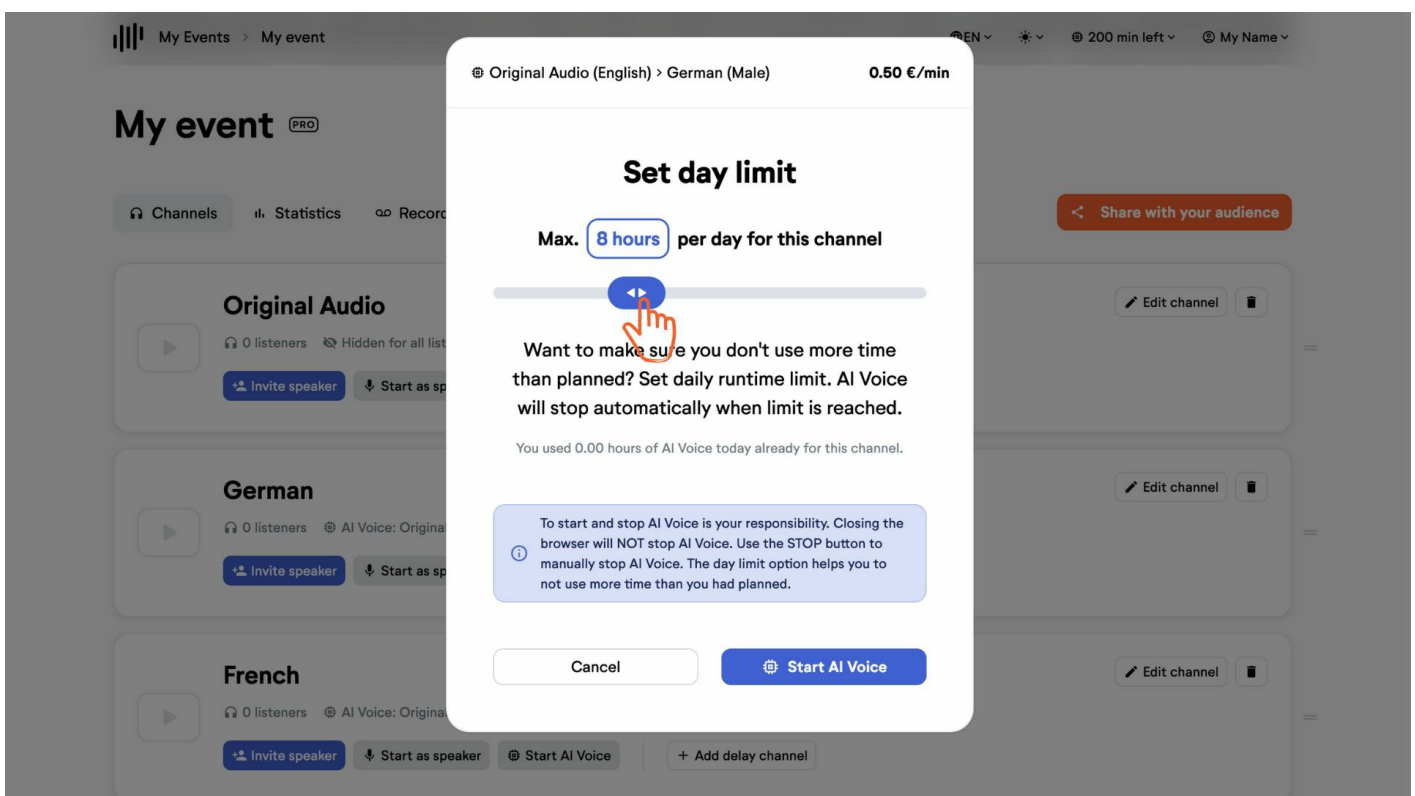 My Events > My event
EN
200 min left
My Name
Original Audio (English) > German (Male)
0.50 €/min
My event PRO
Set day limit
Channels
Statistics
Record
Share with your audience
Max. 8 hours per day for this channel
Original Audio
0 listeners
Hidden for all list
Invite speaker
Start as sp
Edit channel
Want to make sure you don't use more time
than planned? Set daily runtime limit. AI Voice
will stop automatically when limit is reached.
You used 0.00 hours of AI Voice today already for this channel.
German
0 listeners
AI Voice: Origina
Invite speaker
Start as sp
Edit channel
To start and stop AI Voice is your responsibility. Closing the
browser will NOT stop AI Voice. Use the STOP button to
manually stop AI Voice. The day limit option helps you to
not use more time than you had planned.
Cancel
Start AI Voice
French
0 listeners
AI Voice: Origina
Invite speaker
Start as speaker
Start AI Voice
+ Add delay channel
Edit channel